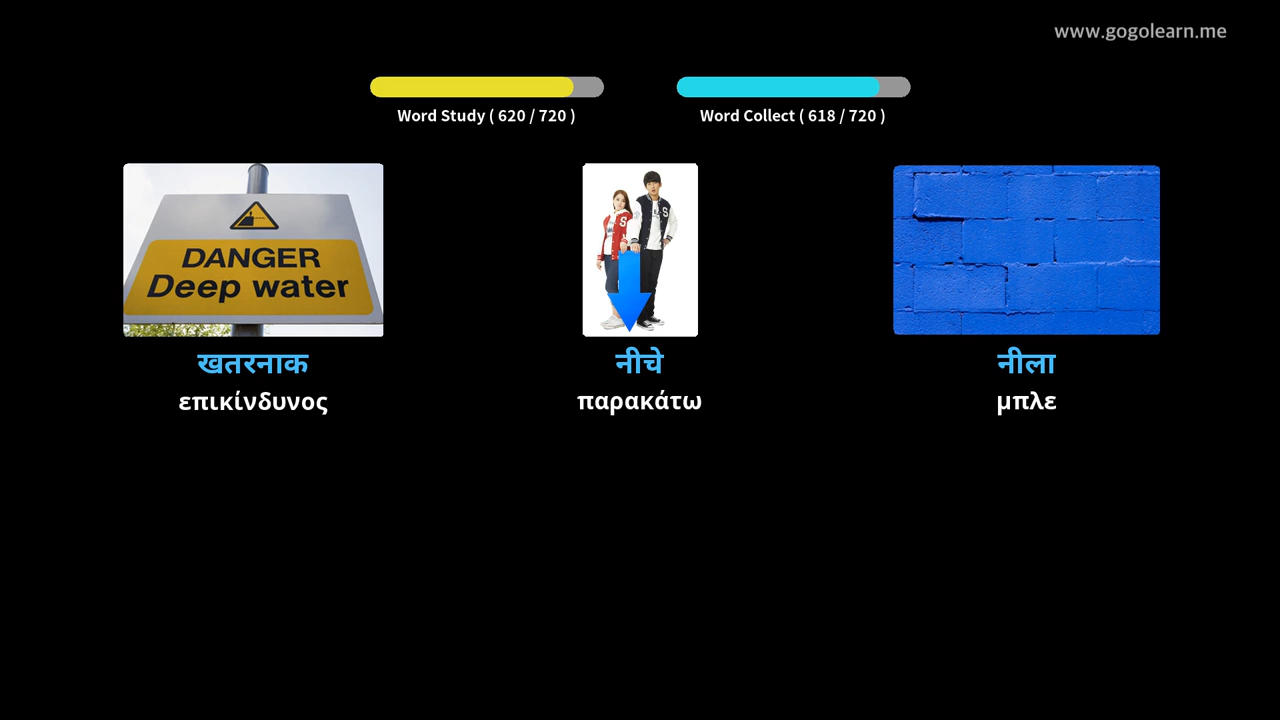 www.gogolearn.me
Word Study ( 620 / 720 )
Word Collect ( 618 / 720 )
DANGER
Deep water
S
S
खतरनाक
नीचे
नीला
επικίνδυνος
παρακάτω
μπλε